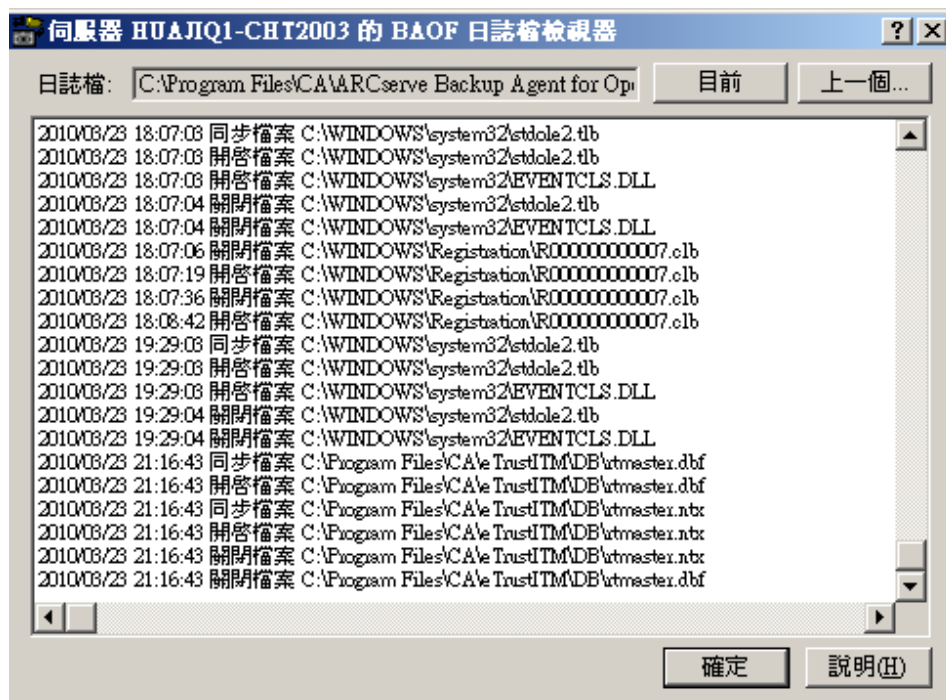 伺服器 HUAJIQ1-CHT2003 的 BAOF 日誌檔檢視器
日誌檔: C:\Program Files\CA\ARCserve Backup Agent for Op 目前 上一個...
2010/03/23 18:07:03 同步檔案 C:\WINDOWS\system32\stdole2.tlb
2010/03/23 18:07:03 開啓檔案 C:\WINDOWS\system32\stdole2.tlb
2010/03/23 18:07:03 開啓檔案 C:\WINDOWS\system32\EVENTCLS.DLL
2010/03/23 18:07:04 關閉檔案 C:\WINDOWS\system32\stdole2.tlb
2010/03/23 18:07:04 關閉檔案 C:\WINDOWS\system32\EVENTCLS.DLL
2010/03/23 18:07:06 關閉檔案 C:\WINDOWS\Registration\R000000000007.clb
2010/03/23 18:07:19 開啓檔案 C:\WINDOWS\Registration\R000000000007.clb
2010/03/23 18:07:36 關閉檔案 C:\WINDOWS\Registration\R000000000007.clb
2010/03/23 18:08:42 開啓檔案 C:\WINDOWS\Registration\R000000000007.clb
2010/03/23 19:29:03 同步檔案 C:\WINDOWS\system32\stdole2.tlb
2010/03/23 19:29:03 開啓檔案 C:\WINDOWS\system32\stdole2.tlb
2010/03/23 19:29:03 開啓檔案 C:\WINDOWS\system32\EVENTCLS.DLL
2010/03/23 19:29:04 關閉檔案 C:\WINDOWS\system32\stdole2.tlb
2010/03/23 19:29:04 關閉檔案 C:\WINDOWS\system32\EVENTCLS.DLL
2010/03/23 21:16:43 同步檔案 C:\Program Files\CA\eTrustITM\DB\rtmaster.dbf
2010/03/23 21:16:43 開啓檔案 C:\Program Files\CA\eTrustITM\DB\rtmaster.dbf
2010/03/23 21:16:43 同步檔案 C:\Program Files\CA\eTrustITM\DB\rtmaster.ntx
2010/03/23 21:16:43 開啓檔案 C:\Program Files\CA\eTrustITM\DB\rtmaster.ntx
2010/03/23 21:16:43 關閉檔案 C:\Program Files\CA\eTrustITM\DB\rtmaster.ntx
2010/03/23 21:16:43 關閉檔案 C:\Program Files\CA\eTrustITM\DB\rtmaster.dbf
確定 説明(H)